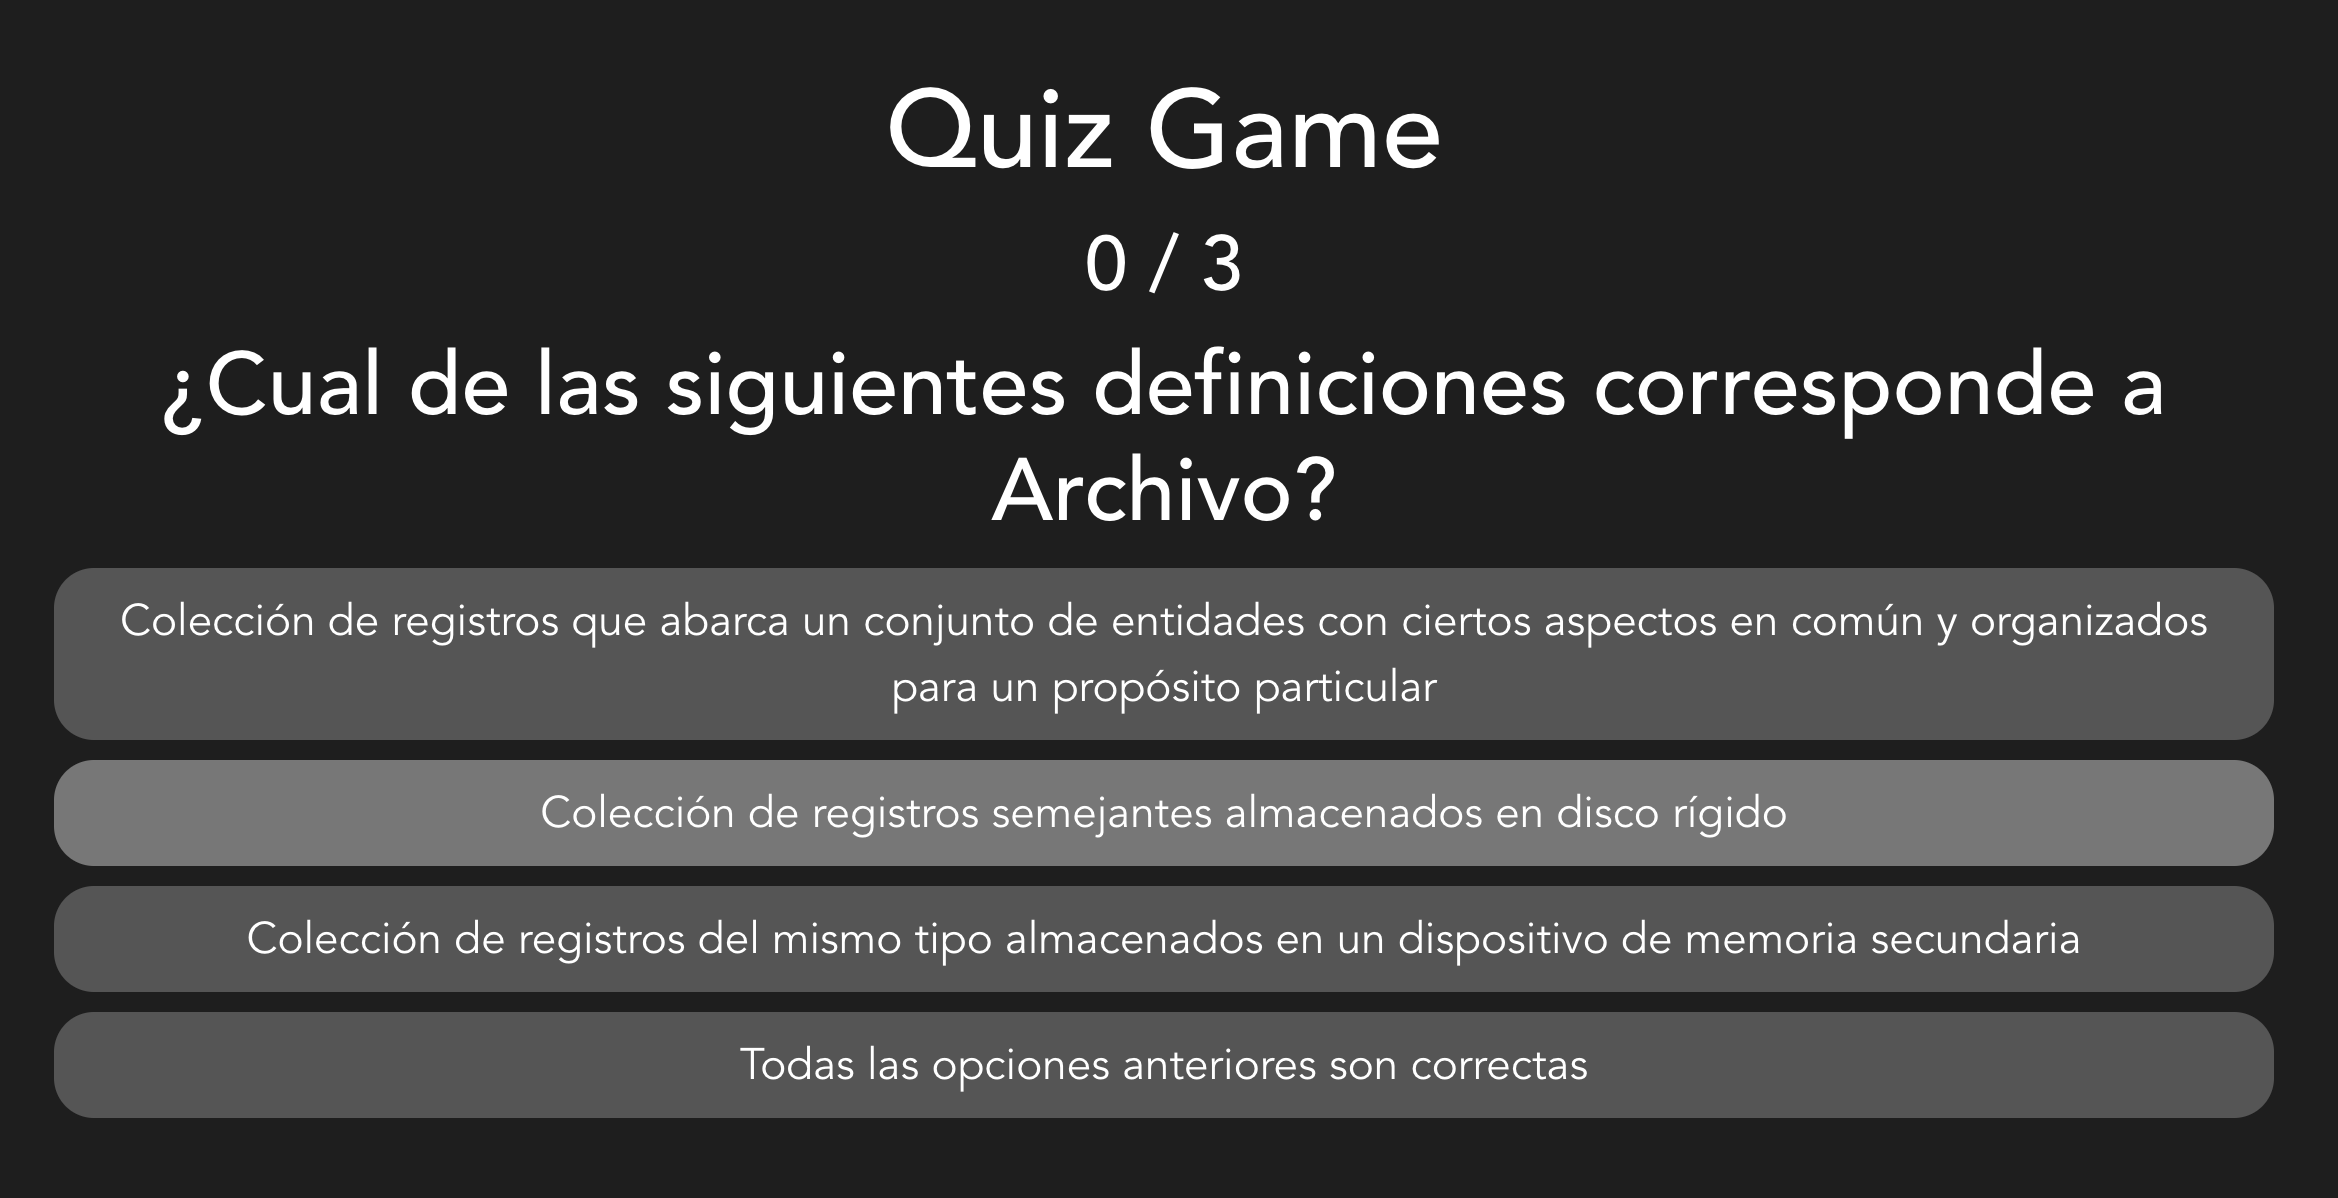 Quiz Game
0 / 3
¿Cual de las siguientes definiciones corresponde a
Archivo?
Colección de registros que abarca un conjunto de entidades con ciertos aspectos en común y organizados
para un propósito particular
Colección de registros semejantes almacenados en disco rígido
Colección de registros del mismo tipo almacenados en un dispositivo de memoria secundaria
Todas las opciones anteriores son correctas